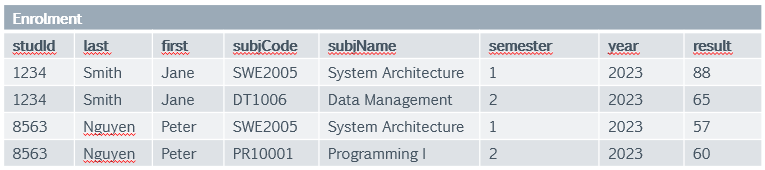 Enrolment
studId last first subjCode subjName semester year result
1234 Smith Jane SWE2005 System Architecture 1 2023 88
1234 Smith Jane DT1006 Data Management 2 2023 65
8563 Nguyen Peter SWE2005 System Architecture 1 2023 57
8563 Nguyen Peter PR10001 Programming I 2 2023 60